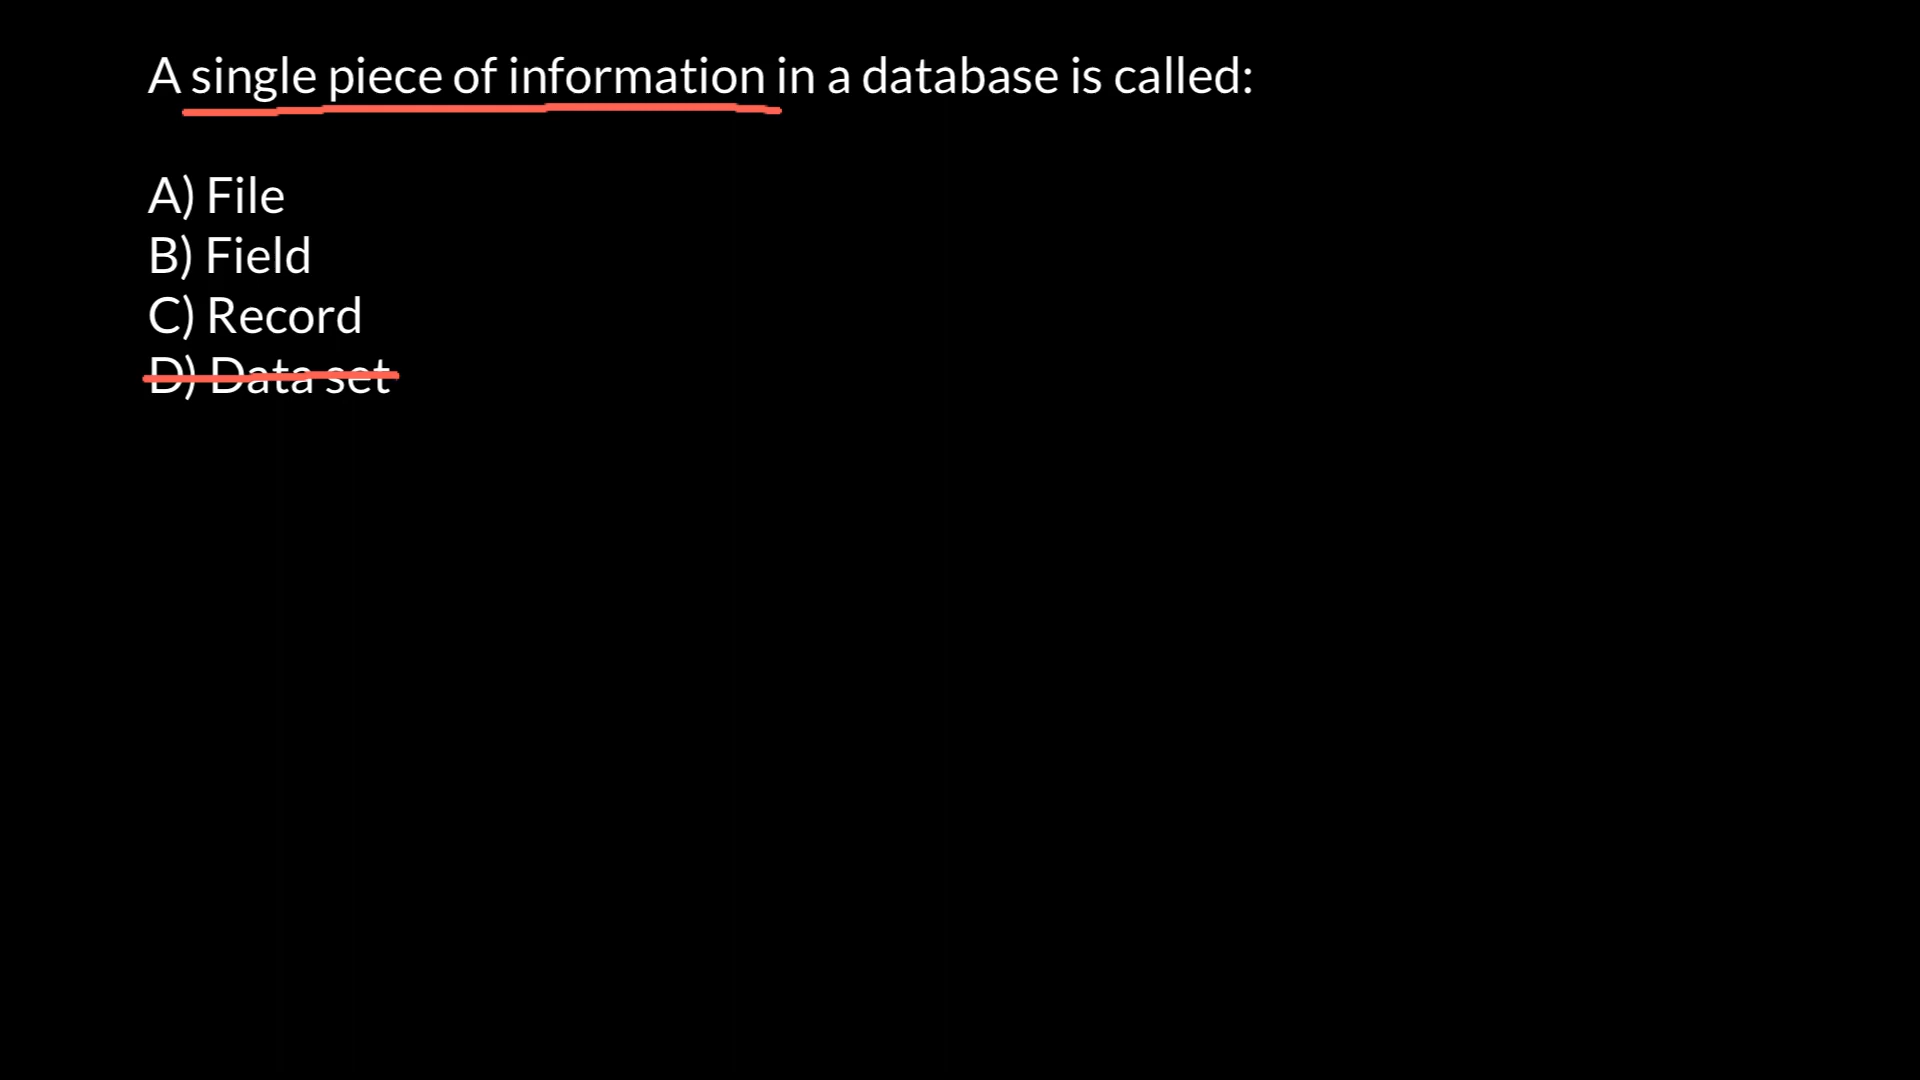 A single piece of information in a database is called:
A) File
B) Field
C) Record
D) Data set